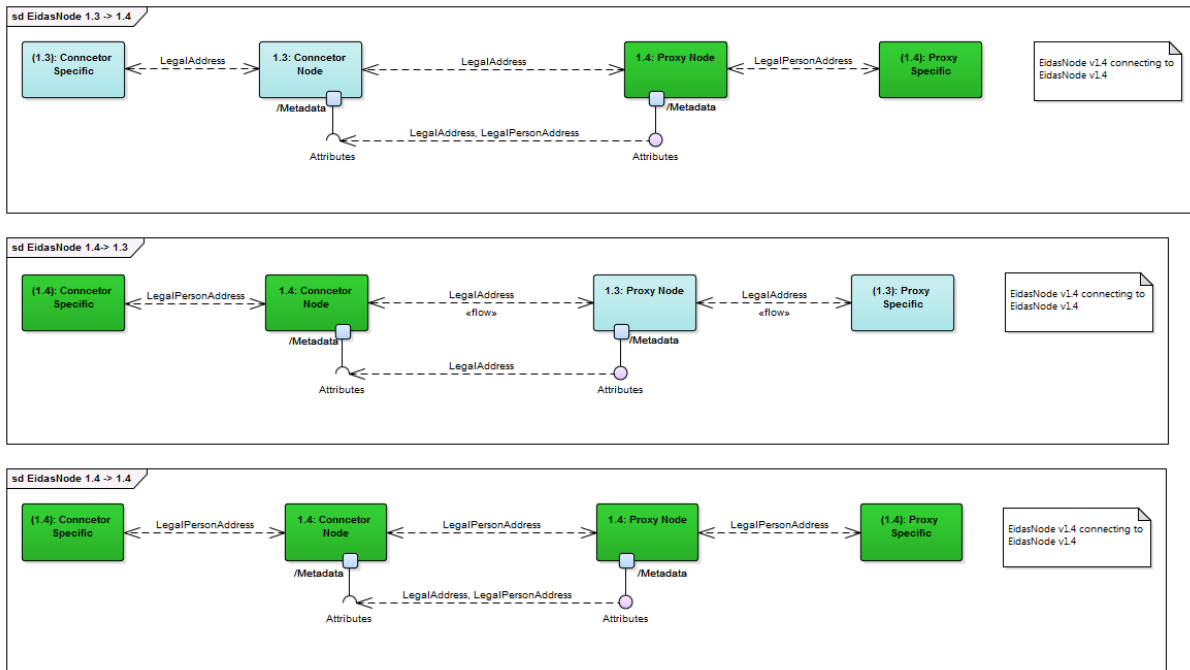 sd EidasNode 1.3 -> 1.4
(1.3): Conncetor
Specific
LegalAddress
1.3: Conncetor
Node
LegalAddress
1.4: Proxy Node
LegalPersonAddress
(1.4): Proxy
Specific
EidasNode v1.4 connecting to
EidasNode v1.4
/Metadata
/Metadata
LegalAddress, LegalPersonAddress
Attributes
Attributes
sd EidasNode 1.4-> 1.3
(1.4): Conncetor
Specific
LegalPersonAddress
1.4: Conncetor
Node
LegalAddress
«flow»
1.3: Proxy Node
LegalAddress
«flow»
(1.3): Proxy
Specific
EidasNode v1.4 connecting to
EidasNode v1.4
/Metadata
/Metadata
LegalAddress
Attributes
Attributes
sd EidasNode 1.4 -> 1.4
(1.4): Conncetor
Specific
LegalPersonAddress
1.4: Conncetor
Node
LegalPersonAddress
1.4: Proxy Node
LegalPersonAddress
(1.4): Proxy
Specific
EidasNode v1.4 connecting to
EidasNode v1.4
/Metadata
/Metadata
LegalAddress, LegalPersonAddress
Attributes
Attributes